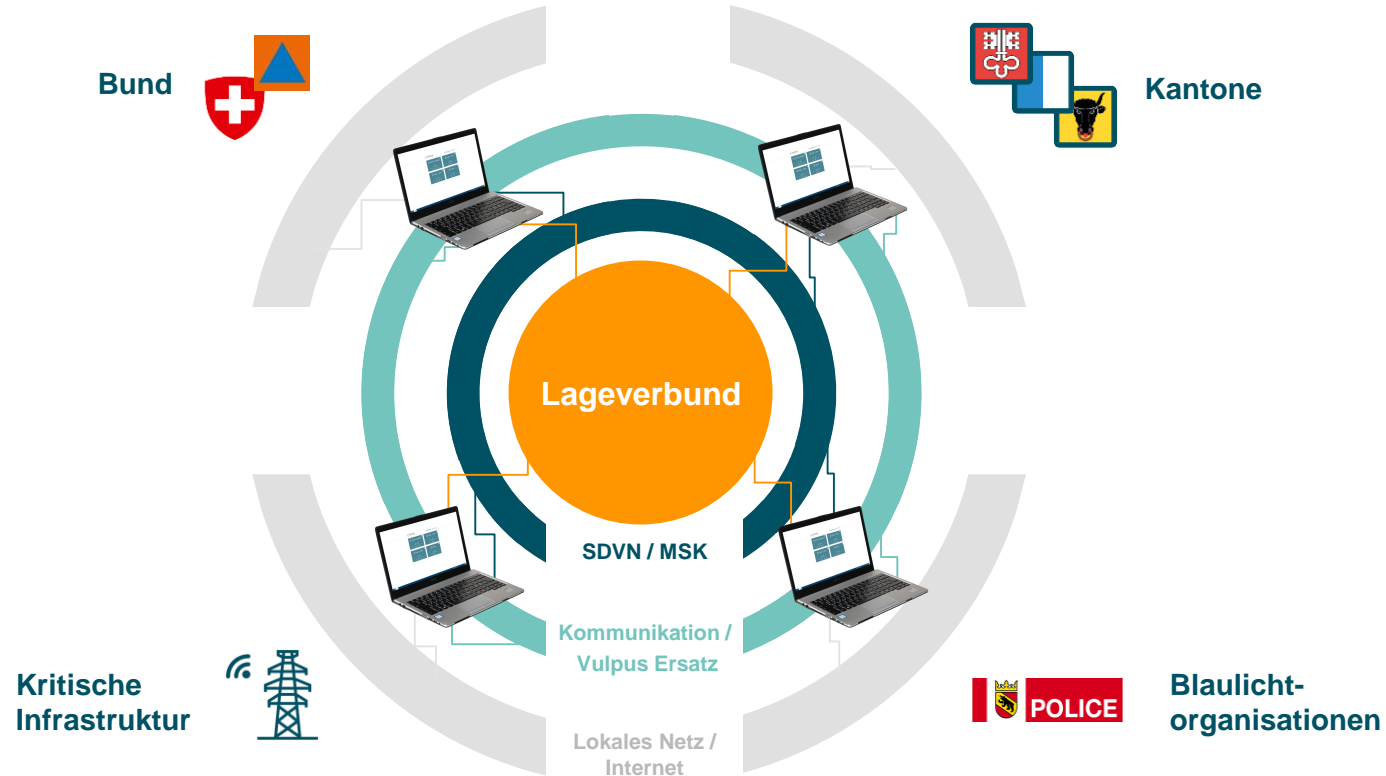 Bund
Kantone
Lageverbund
SDVN / MSK
Kommunikation /
Vulpus Ersatz
Kritische
Infrastruktur
POLICE
Blaulicht-
organisationen
Lokales Netz /
Internet